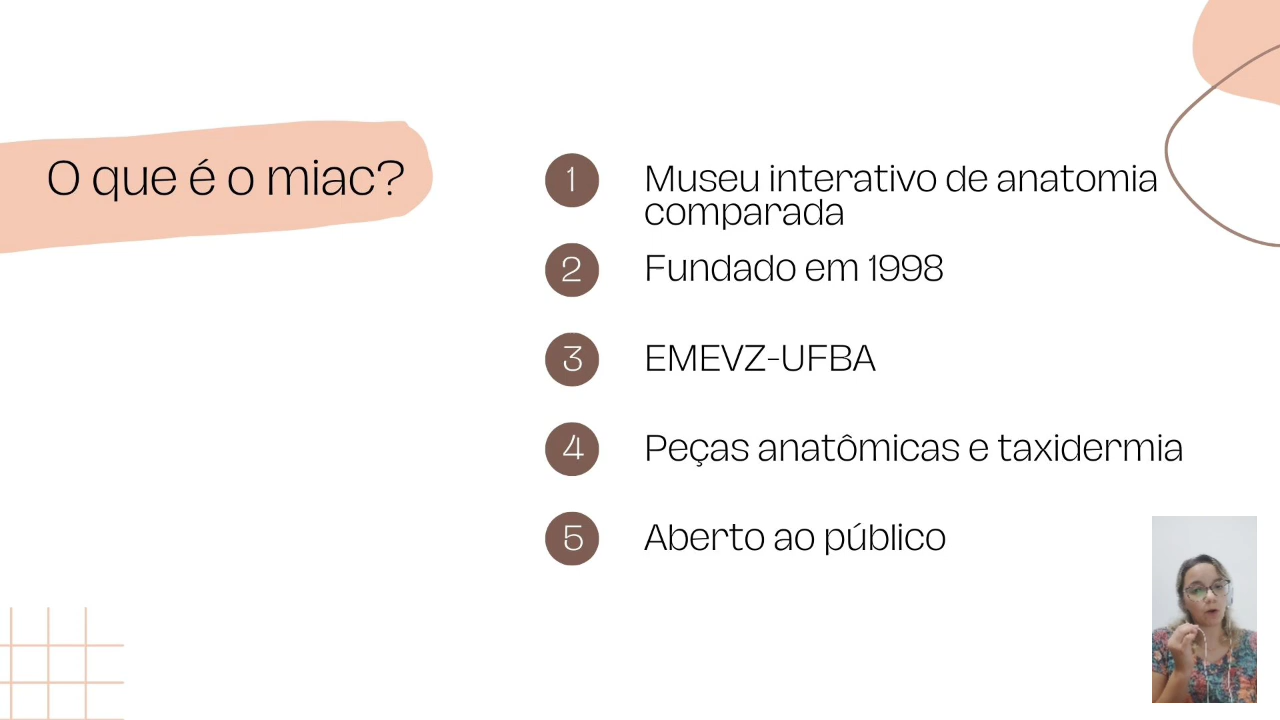 O que é o miac?
1 Museu interativo de anatomia
comparada
2 Fundado em 1998
3 EMEVZ-UFBA
4 Peças anatômicas e taxidermia
5 Aberto ao público